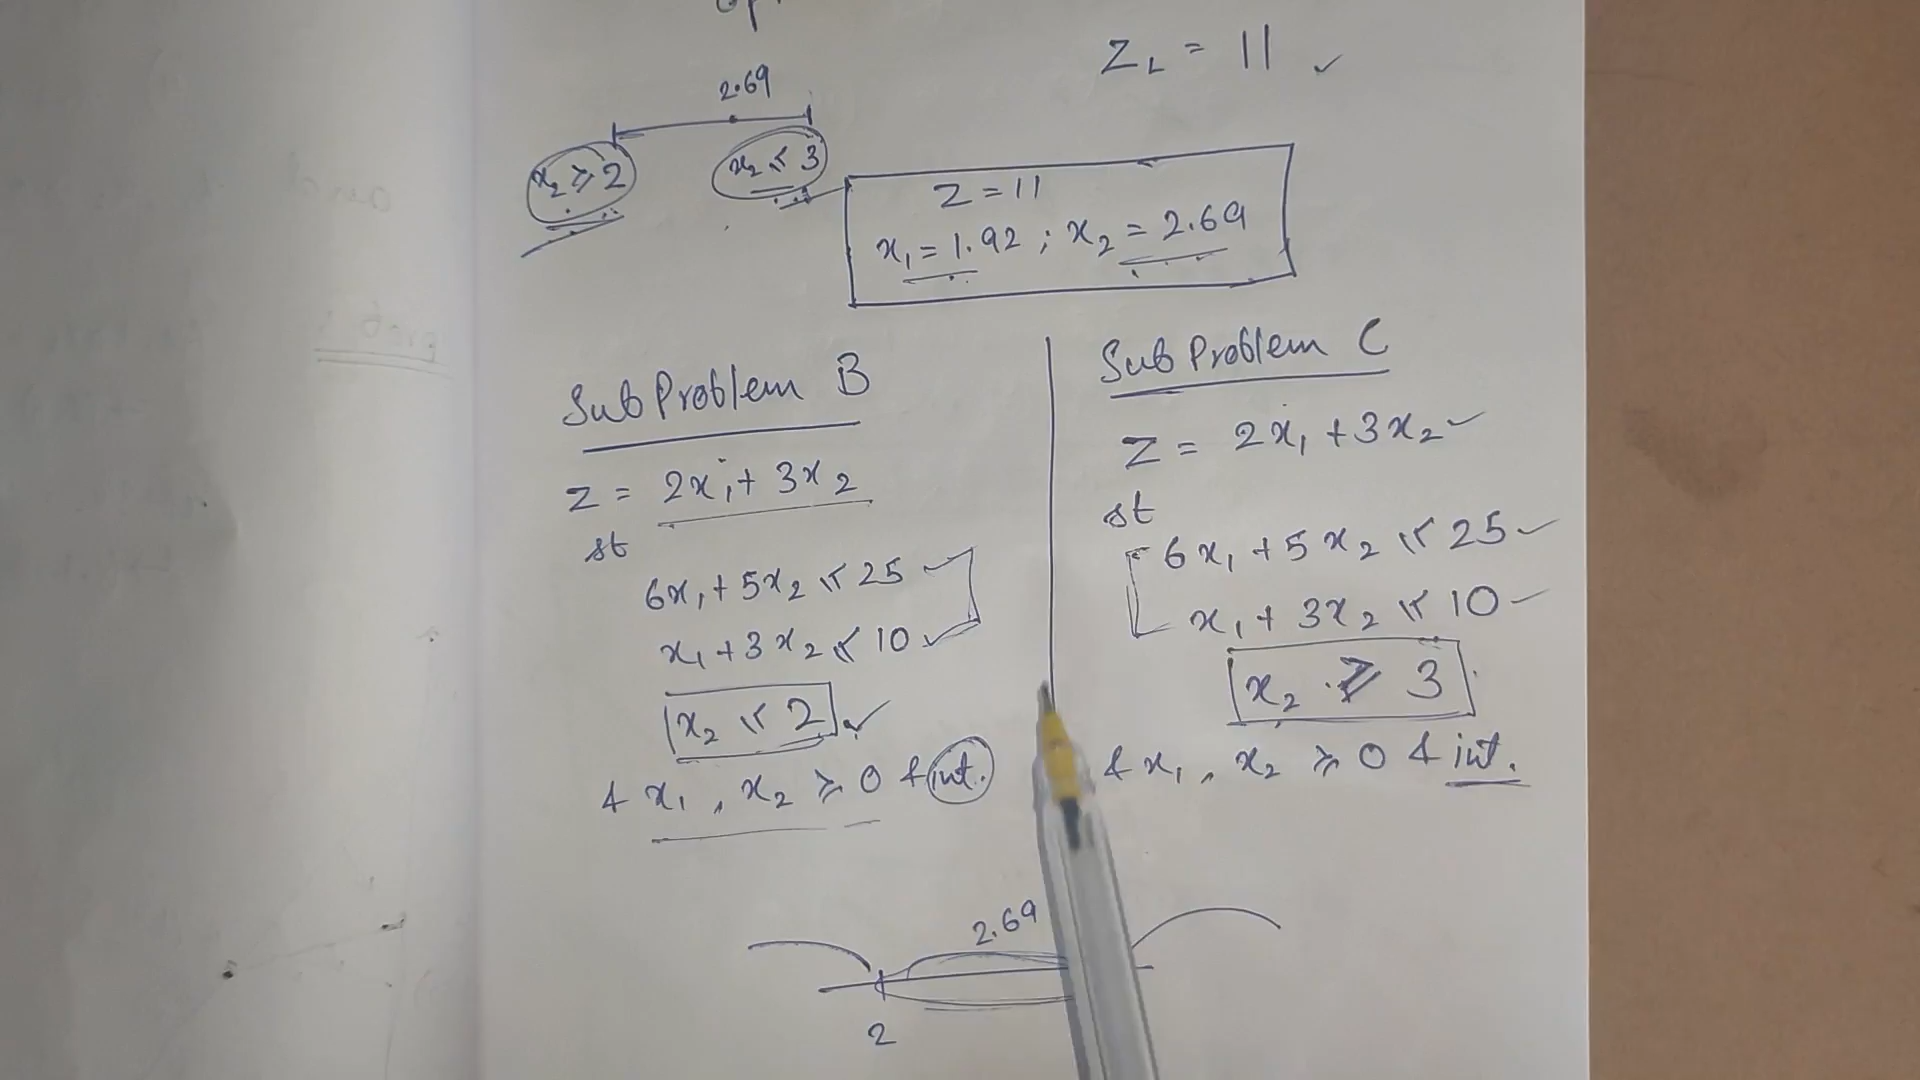 Z_L = 11 ✓
2.69
x₂ ≥ 2
x₂ ≤ 3
Z = 11
x₁ = 1.92 ; x₂ = 2.69
Sub Problem B
Z = 2x₁ + 3x₂
st
6x₁ + 5x₂ ≤ 25 ✓
x₁ + 3x₂ ≤ 10 ✓
x₂ ≤ 2 ✓
& x₁, x₂ ≥ 0 & int.
Sub Problem C
Z = 2x₁ + 3x₂ ✓
st
6x₁ + 5x₂ ≤ 25 ✓
x₁ + 3x₂ ≤ 10 ✓
x₂ ≥ 3
& x₁, x₂ ≥ 0 & int.
2.69
2